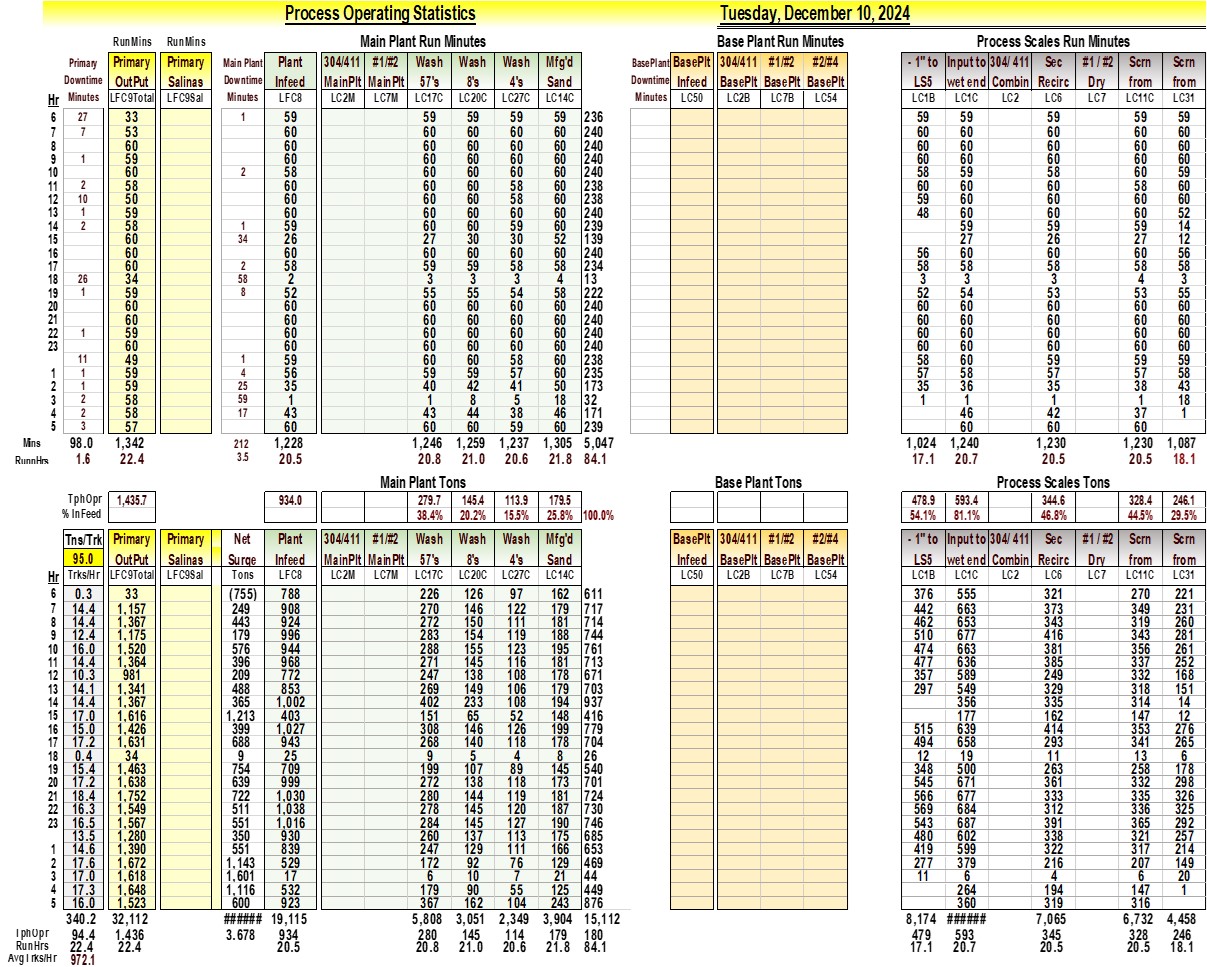 Process Operating Statistics Tuesday, December 10, 2024
RunMins RunMins Main Plant Run Minutes Base Plant Run Minutes Process Scales Run Minutes
Primary Primary Primary Main Plant Plant 304/411 #1/#2 Wash Wash Wash Mfg'd BasePlant BasePlt 304/411 #1/#2 #2/#4 - 1" to Input to 304/ 411 Sec #1 / #2 Scrn Scrn
Downtime OutPut Salinas Downtime Infeed MainPlt MainPlt 57's 8's 4's Sand Downtime Infeed BasePlt BasePlt BasePlt LS5 wet end Combin Recirc Dry from from
Hr Minutes LFC9Total LFC9Sal Minutes LFC8 LC2M LC7M LC17C LC20C LC27C LC14C Minutes LC50 LC2B LC7B LC54 LC1B LC1C LC2 LC6 LC7 LC11C LC31
6 27 33 1 59 59 59 59 59 236 59 59 59 59 59
7 7 53 60 60 60 60 60 240 60 60 60 60 60
8 60 60 60 60 60 60 240 60 60 60 60 60
9 1 59 60 60 60 60 60 240 60 60 60 60 60
10 60 2 58 60 60 60 60 240 58 59 58 60 59
11 2 58 60 60 60 58 60 238 60 60 60 58 60
12 10 50 60 60 60 58 60 238 59 60 60 60 60
13 1 59 60 60 60 60 60 240 48 60 60 60 52
14 2 58 1 59 60 60 59 60 239 60 59 59 14
15 60 34 26 27 30 30 52 139 27 26 27 12
16 60 60 60 60 60 60 240 56 60 60 60 56
17 60 2 58 59 59 58 58 234 58 58 58 58 58
18 26 34 58 2 3 3 3 4 13 3 3 3 4 3
19 1 59 8 52 55 55 54 58 222 52 54 53 53 55
20 60 60 60 60 60 60 240 60 60 60 60 60
21 60 60 60 60 60 60 240 60 60 60 60 60
22 1 59 60 60 60 60 60 240 60 60 60 60 60
23 60 60 60 60 60 60 240 60 60 60 60 60
11 49 1 59 60 60 58 60 238 58 60 59 59 59
1 1 59 4 56 59 59 57 60 235 57 58 57 57 58
2 1 59 25 35 40 42 41 50 173 35 36 35 38 43
3 2 58 59 1 1 8 5 18 32 1 1 1 1 18
4 2 58 17 43 43 44 38 46 171 46 42 37 1
5 3 57 60 60 60 59 60 239 60 60 60
Mins 98.0 1,342 212 1,228 1,246 1,259 1,237 1,305 5,047 1,024 1,240 1,230 1,230 1,087
RunnHrs 1.6 22.4 3.5 20.5 20.8 21.0 20.6 21.8 84.1 17.1 20.7 20.5 20.5 18.1
Main Plant Tons Base Plant Tons Process Scales Tons
TphOpr 1,435.7 934.0 279.7 145.4 113.9 179.5 478.9 593.4 344.6 328.4 246.1
% InFeed 38.4% 20.2% 15.5% 25.8% 100.0% 54.1% 81.1% 46.8% 44.5% 29.5%
Tns/Trk Primary Primary Net Plant 304/411 #1/#2 Wash Wash Wash Mfg'd BasePlt 304/411 #1/#2 #2/#4 - 1" to Input to 304/ 411 Sec #1 / #2 Scrn Scrn
95.0 OutPut Salinas Surge Infeed MainPlt MainPlt 57's 8's 4's Sand Infeed BasePlt BasePlt BasePlt LS5 wet end Combin Recirc Dry from from
Hr Trks/Hr LFC9Total LFC9Sal Tons LFC8 LC2M LC7M LC17C LC20C LC27C LC14C LC50 LC2B LC7B LC54 LC1B LC1C LC2 LC6 LC7 LC11C LC31
6 0.3 33 (755) 788 226 126 97 162 611 376 555 321 270 221
7 14.4 1,157 249 908 270 146 122 179 717 442 663 373 349 231
8 14.4 1,367 443 924 272 150 111 181 714 462 653 343 319 260
9 12.4 1,175 179 996 283 154 119 188 744 510 677 416 343 281
10 16.0 1,520 576 944 288 155 123 195 761 474 663 381 356 261
11 14.4 1,364 396 968 271 145 116 181 713 477 636 385 337 252
12 10.3 981 209 772 247 138 108 178 671 357 589 249 332 168
13 14.1 1,341 488 853 269 149 106 179 703 297 549 329 318 151
14 14.4 1,367 365 1,002 402 233 108 194 937 356 335 314 14
15 17.0 1,616 1,213 403 151 65 52 148 416 177 162 147 12
16 15.0 1,426 399 1,027 308 146 126 199 779 515 639 414 353 276
17 17.2 1,631 688 943 268 140 118 178 704 494 658 293 341 265
18 0.4 34 9 25 9 5 4 8 26 12 19 11 13 6
19 15.4 1,463 754 709 199 107 89 145 540 348 500 263 258 178
20 17.2 1,638 639 999 272 138 118 173 701 545 671 361 332 298
21 18.4 1,752 722 1,030 280 144 119 181 724 566 677 333 335 326
22 16.3 1,549 511 1,038 278 145 120 187 730 569 684 312 336 325
23 16.5 1,567 551 1,016 284 145 127 190 746 543 687 391 365 292
13.5 1,280 350 930 260 137 113 175 685 480 602 338 321 257
1 14.6 1,390 551 839 247 129 111 166 653 419 599 322 317 214
2 17.6 1,672 1,143 529 172 92 76 129 469 277 379 216 207 149
3 17.0 1,618 1,601 17 6 10 7 21 44 11 6 4 6 20
4 17.3 1,648 1,116 532 179 90 55 125 449 264 194 147 1
5 16.0 1,523 600 923 367 162 104 243 876 360 319 316
340.2 32,112 ###### 19,115 5,808 3,051 2,349 3,904 15,112 8,174 ###### 7,065 6,732 4,458
TphOpr 94.4 1,436 3.678 934 280 145 114 179 180 479 593 345 328 246
RunHrs 22.4 22.4 20.5 20.8 21.0 20.6 21.8 84.1 17.1 20.7 20.5 20.5 18.1
AvgTrks/Hr 972.1